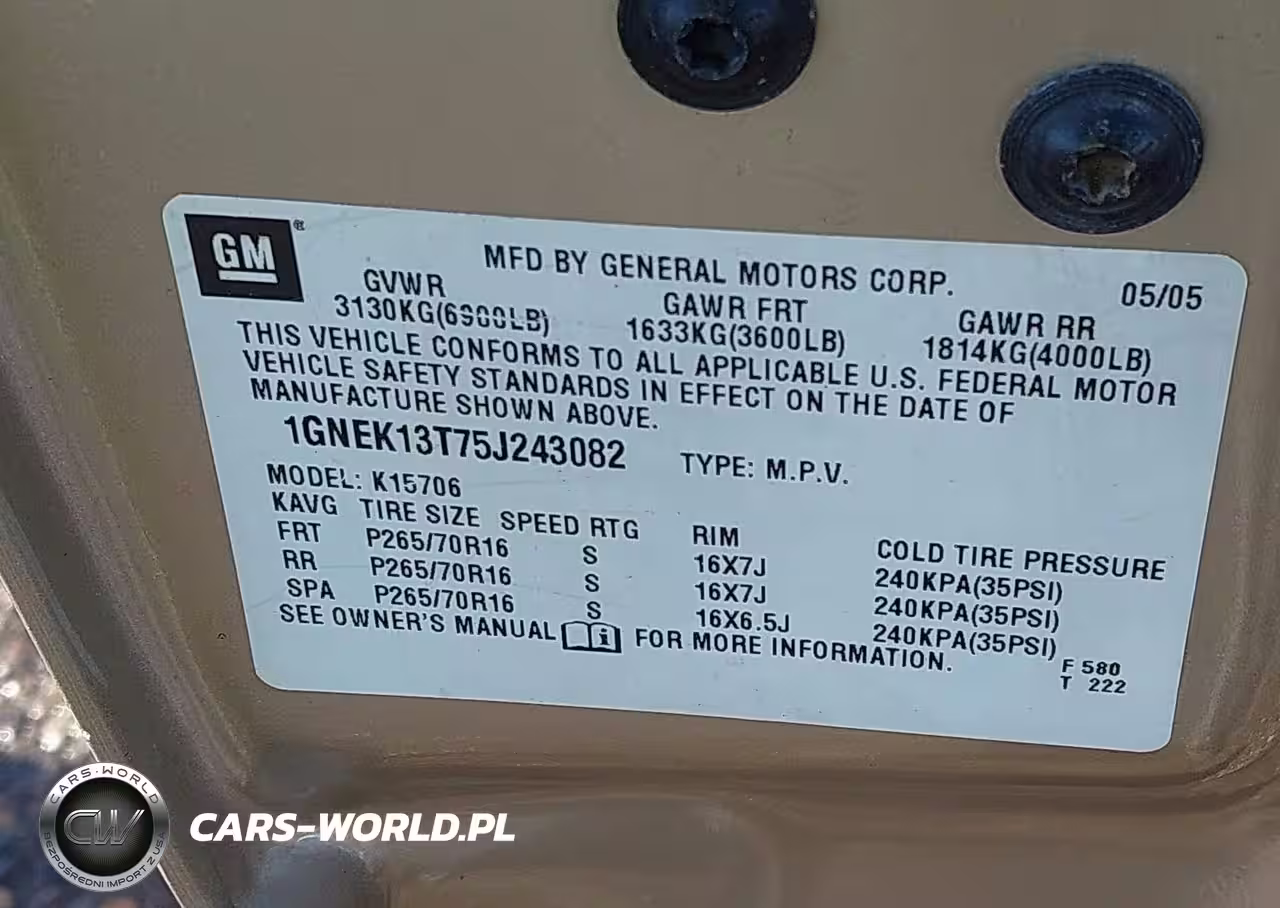 GM
MFD BY GENERAL MOTORS CORP. 05/05
GVWR GAWR FRT GAWR RR
3130KG(6900LB) 1633KG(3600LB) 1814KG(4000LB)
THIS VEHICLE CONFORMS TO ALL APPLICABLE U.S. FEDERAL MOTOR
VEHICLE SAFETY STANDARDS IN EFFECT ON THE DATE OF
MANUFACTURE SHOWN ABOVE.
1GNEK13T75J243082 TYPE: M.P.V.
MODEL: K15706
KAVG TIRE SIZE SPEED RTG RIM COLD TIRE PRESSURE
FRT P265/70R16 S 16X7J 240KPA(35PSI)
RR P265/70R16 S 16X7J 240KPA(35PSI)
SPA P265/70R16 S 16X6.5J 240KPA(35PSI)
SEE OWNER'S MANUAL i FOR MORE INFORMATION.
F 580
T 222
CARS-WORLD
CW
BEZPOŚREDNI IMPORT Z USA
CARS-WORLD.PL